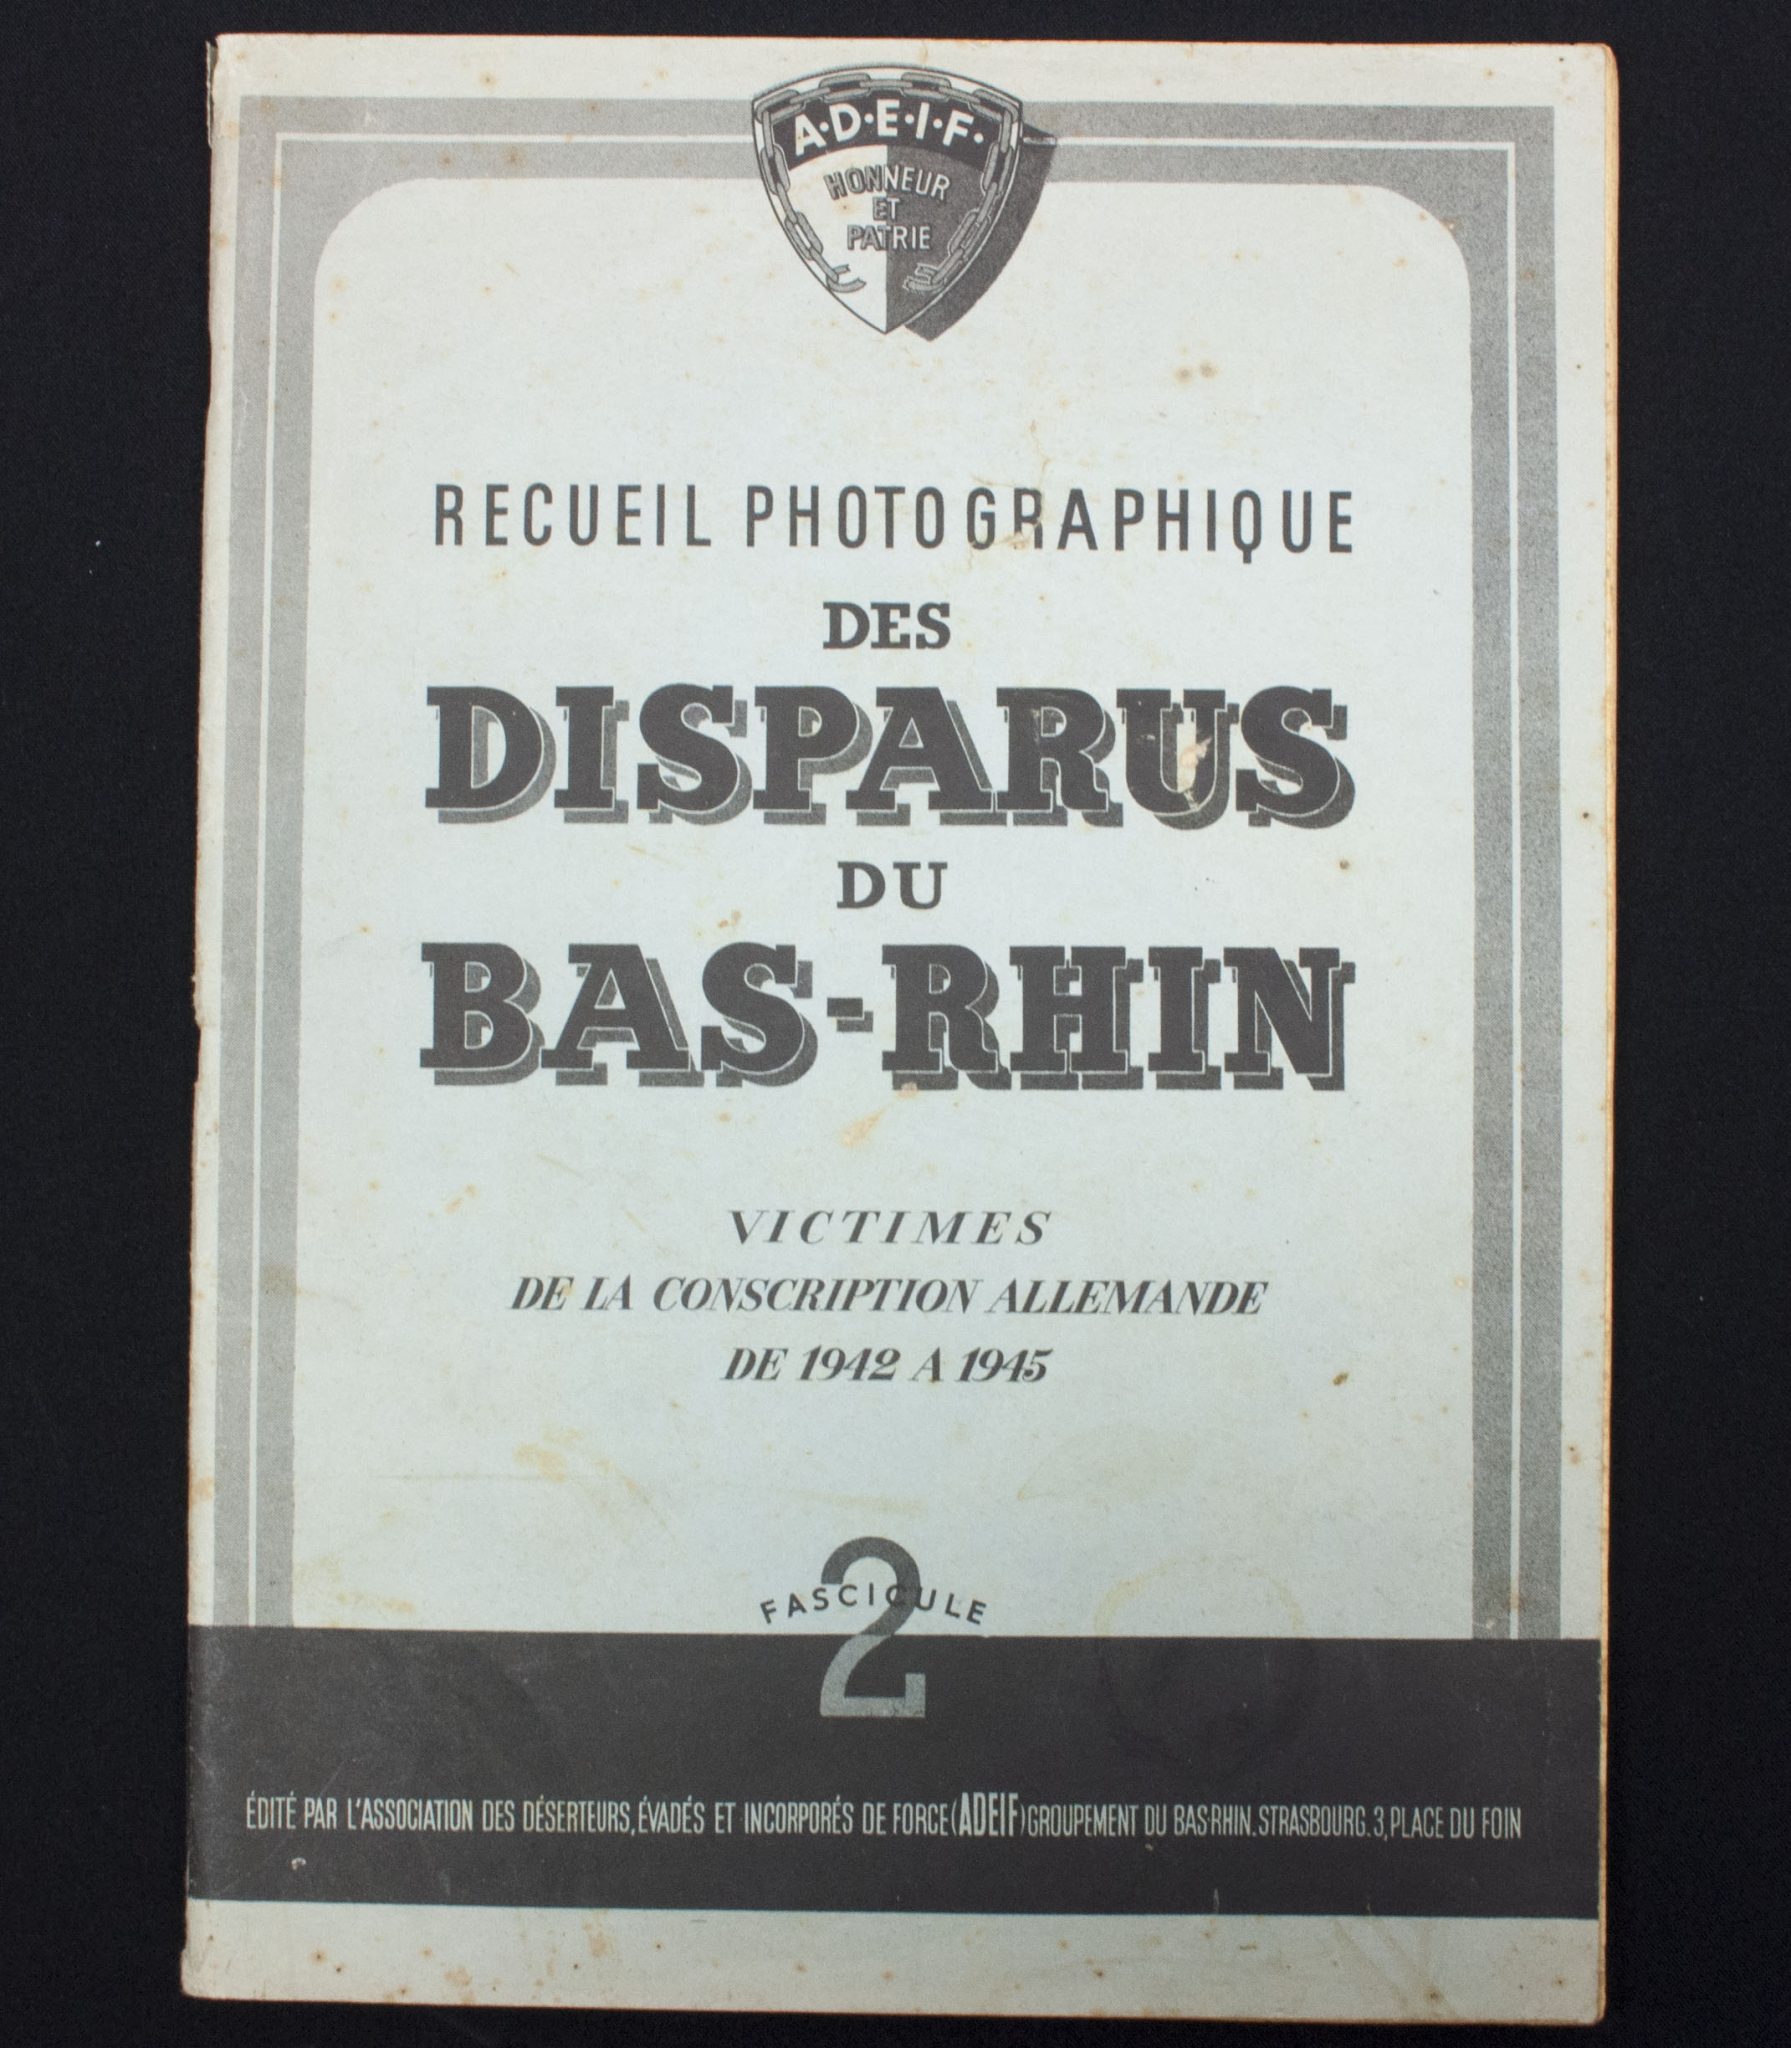 A·D·E·I·F·
HONNEUR
ET
PATRIE
RECUEIL PHOTOGRAPHIQUE
DES
DISPARUS
DU
BAS-RHIN
VICTIMES
DE LA CONSCRIPTION ALLEMANDE
DE 1942 A 1945
FASCICULE
2
ÉDITÉ PAR L'ASSOCIATION DES DÉSERTEURS, ÉVADÉS ET INCORPORÉS DE FORCE (ADEIF) GROUPEMENT DU BAS-RHIN. STRASBOURG. 3, PLACE DU FOIN